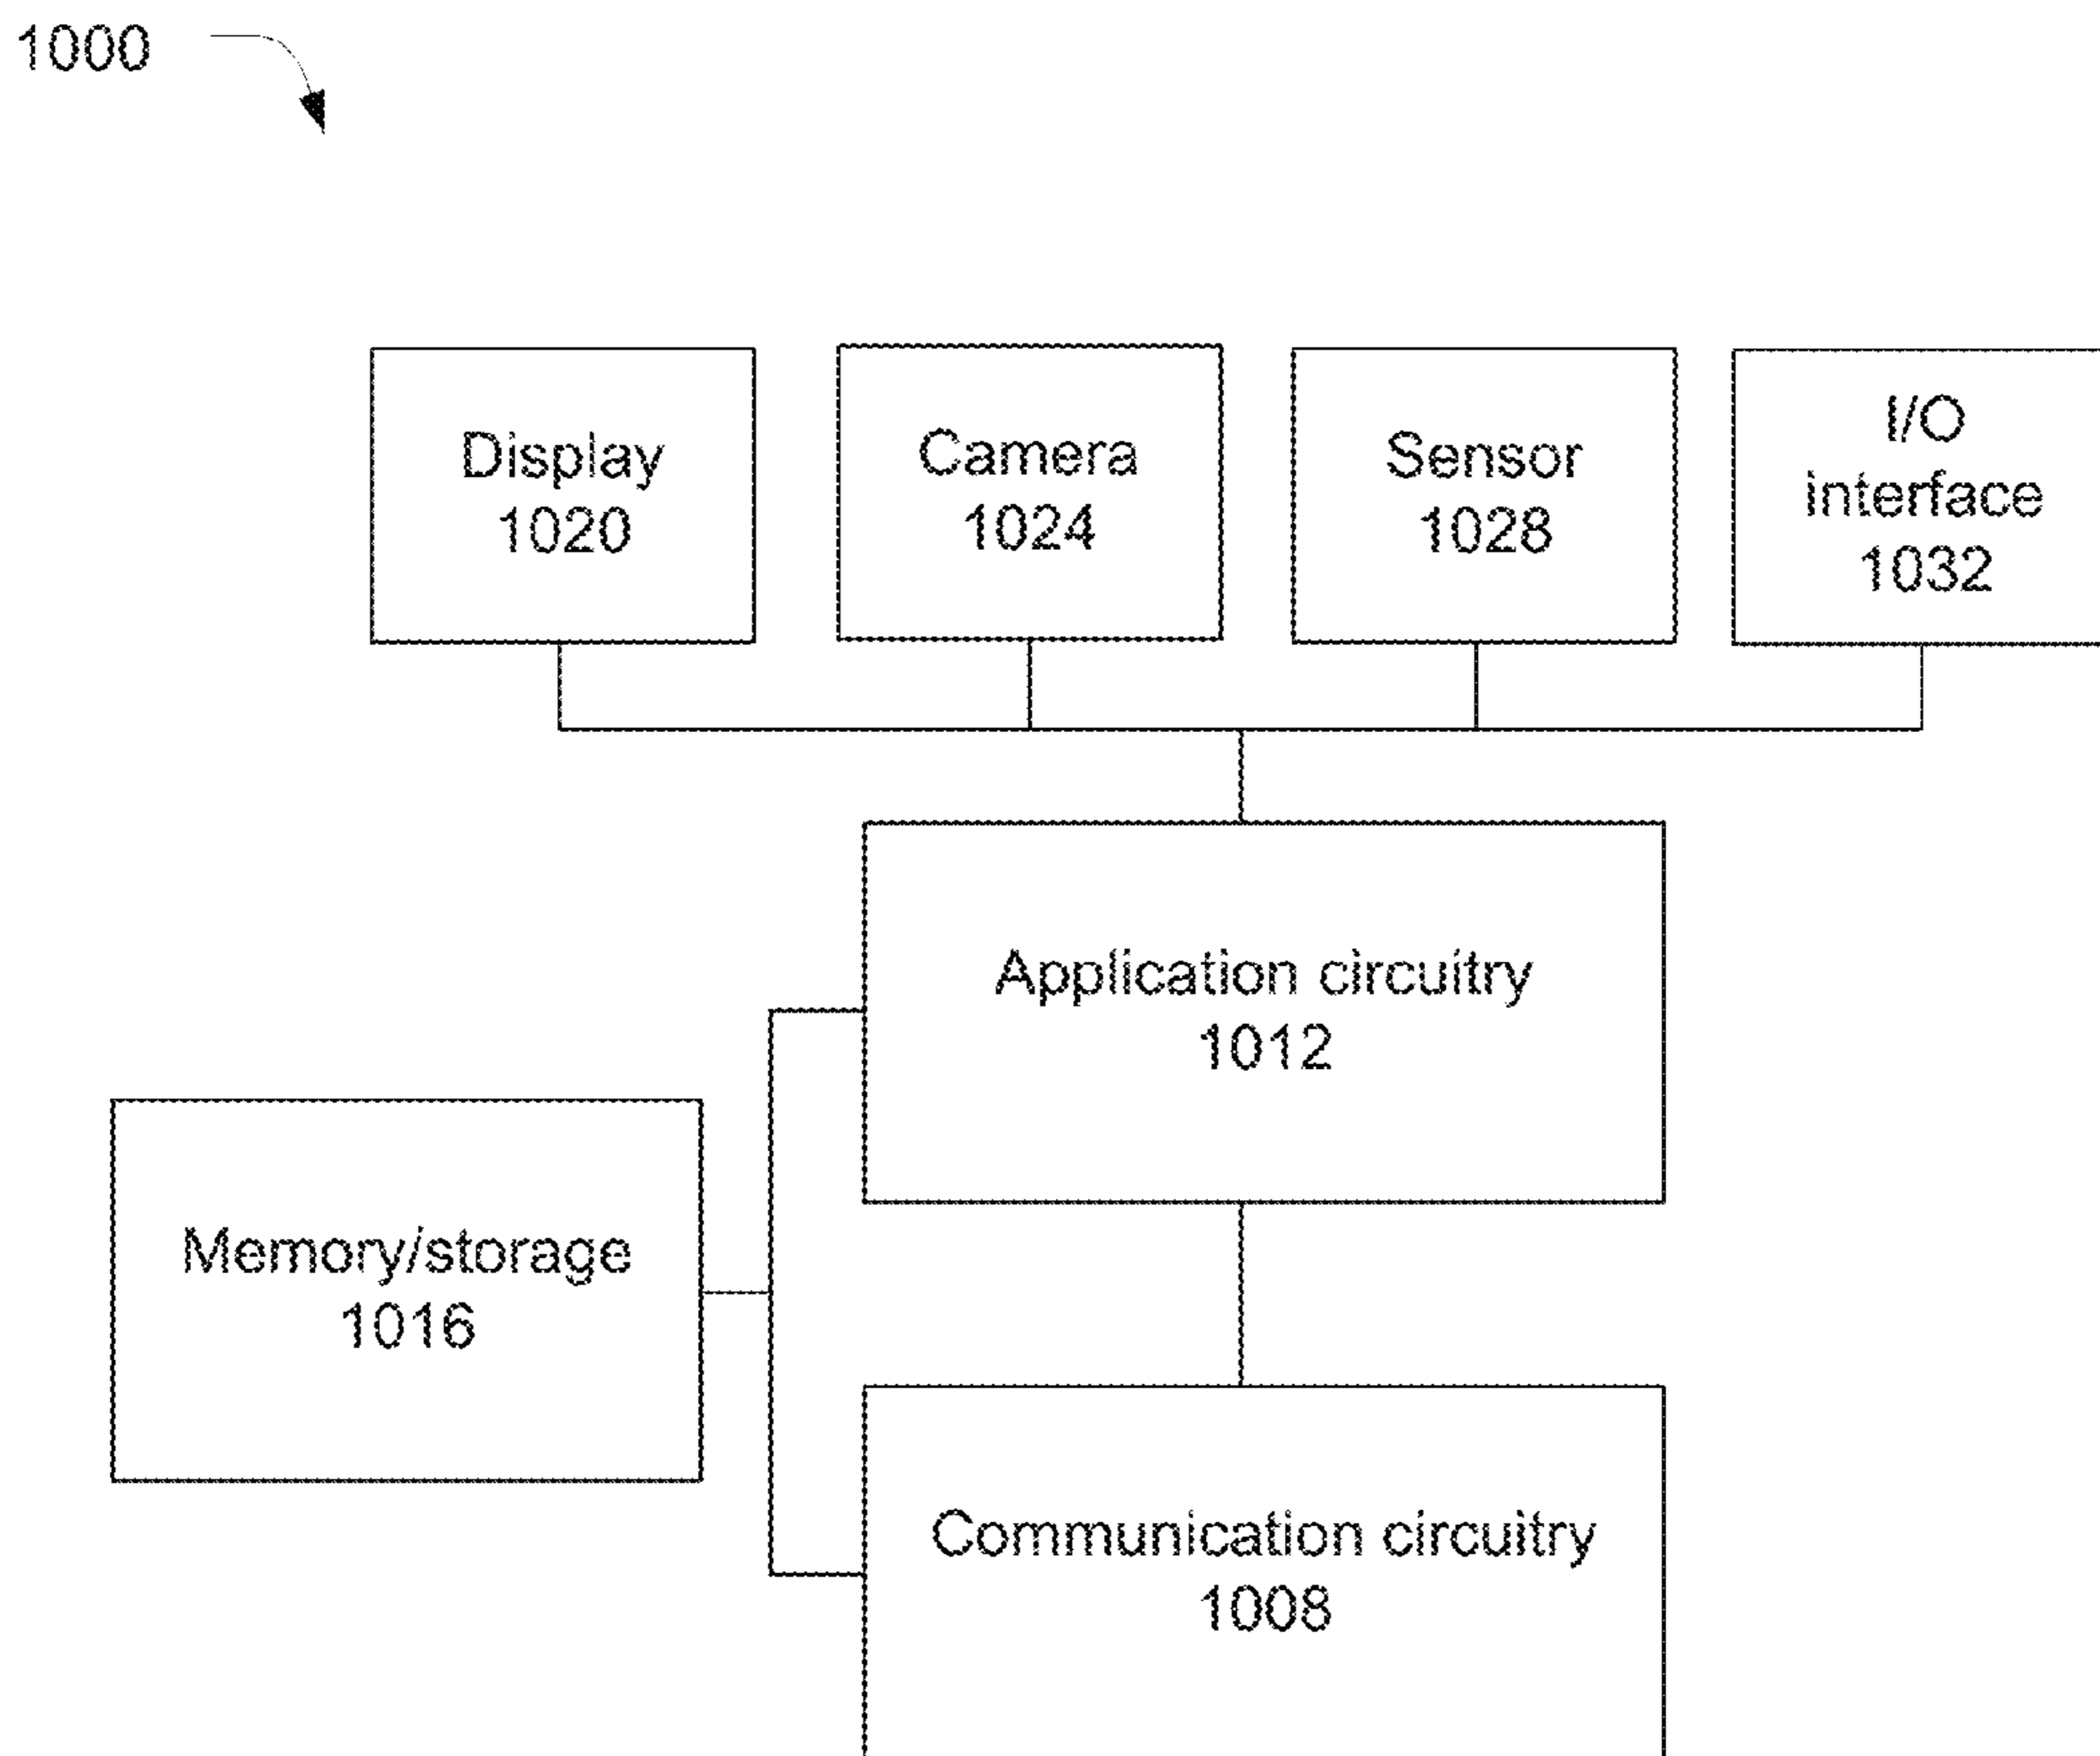 1000
Display
1020
Camera
1024
Sensor
1028
I/O
interface
1032
Application circuitry
1012
Memory/storage
1016
Communication circuitry
1008